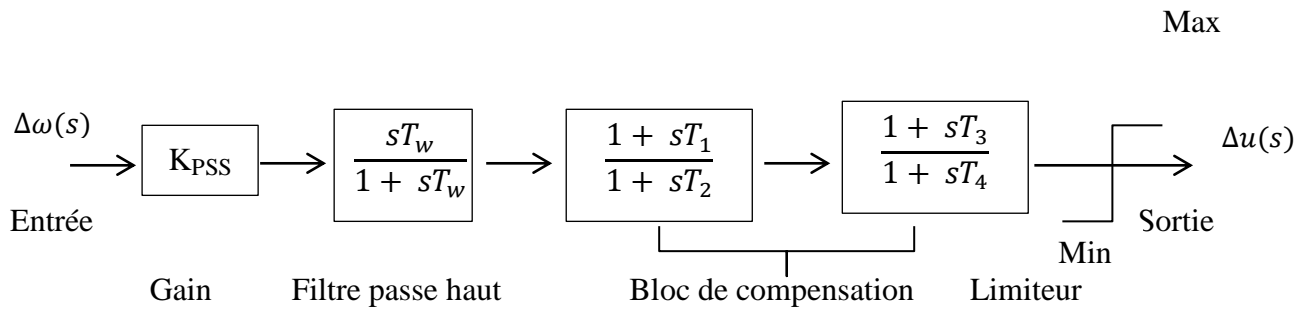 Max
Δω(s)
K_PSS
sT_w
1 + sT_w
1 + sT_1
1 + sT_2
1 + sT_3
1 + sT_4
Δu(s)
Entrée
Min
Sortie
Gain
Filtre passe haut
Bloc de compensation
Limiteur